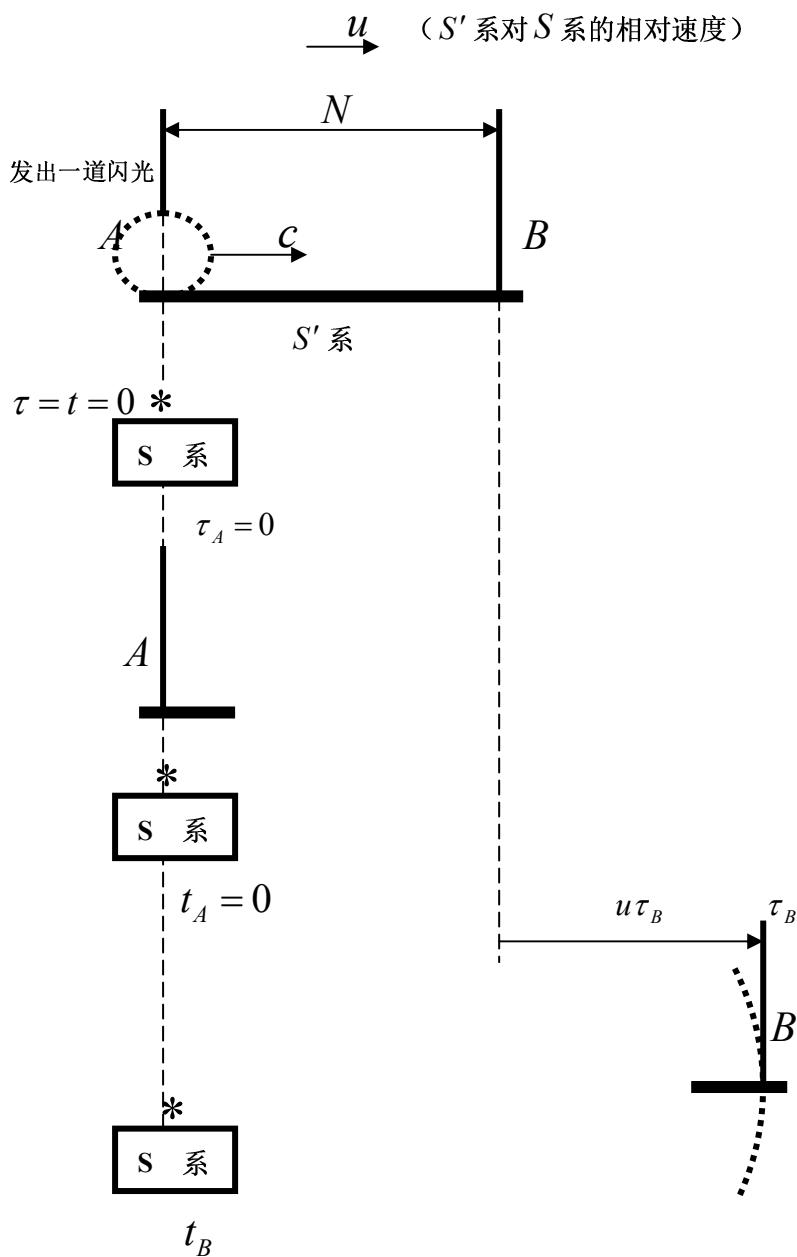 u （S′ 系对 S 系的相对速度）
N
发出一道闪光
A c B
S′ 系
τ = t = 0 *
S 系
τ_A = 0
A
*
S 系
t_A = 0
uτ_B τ_B
B
*
S 系
t_B